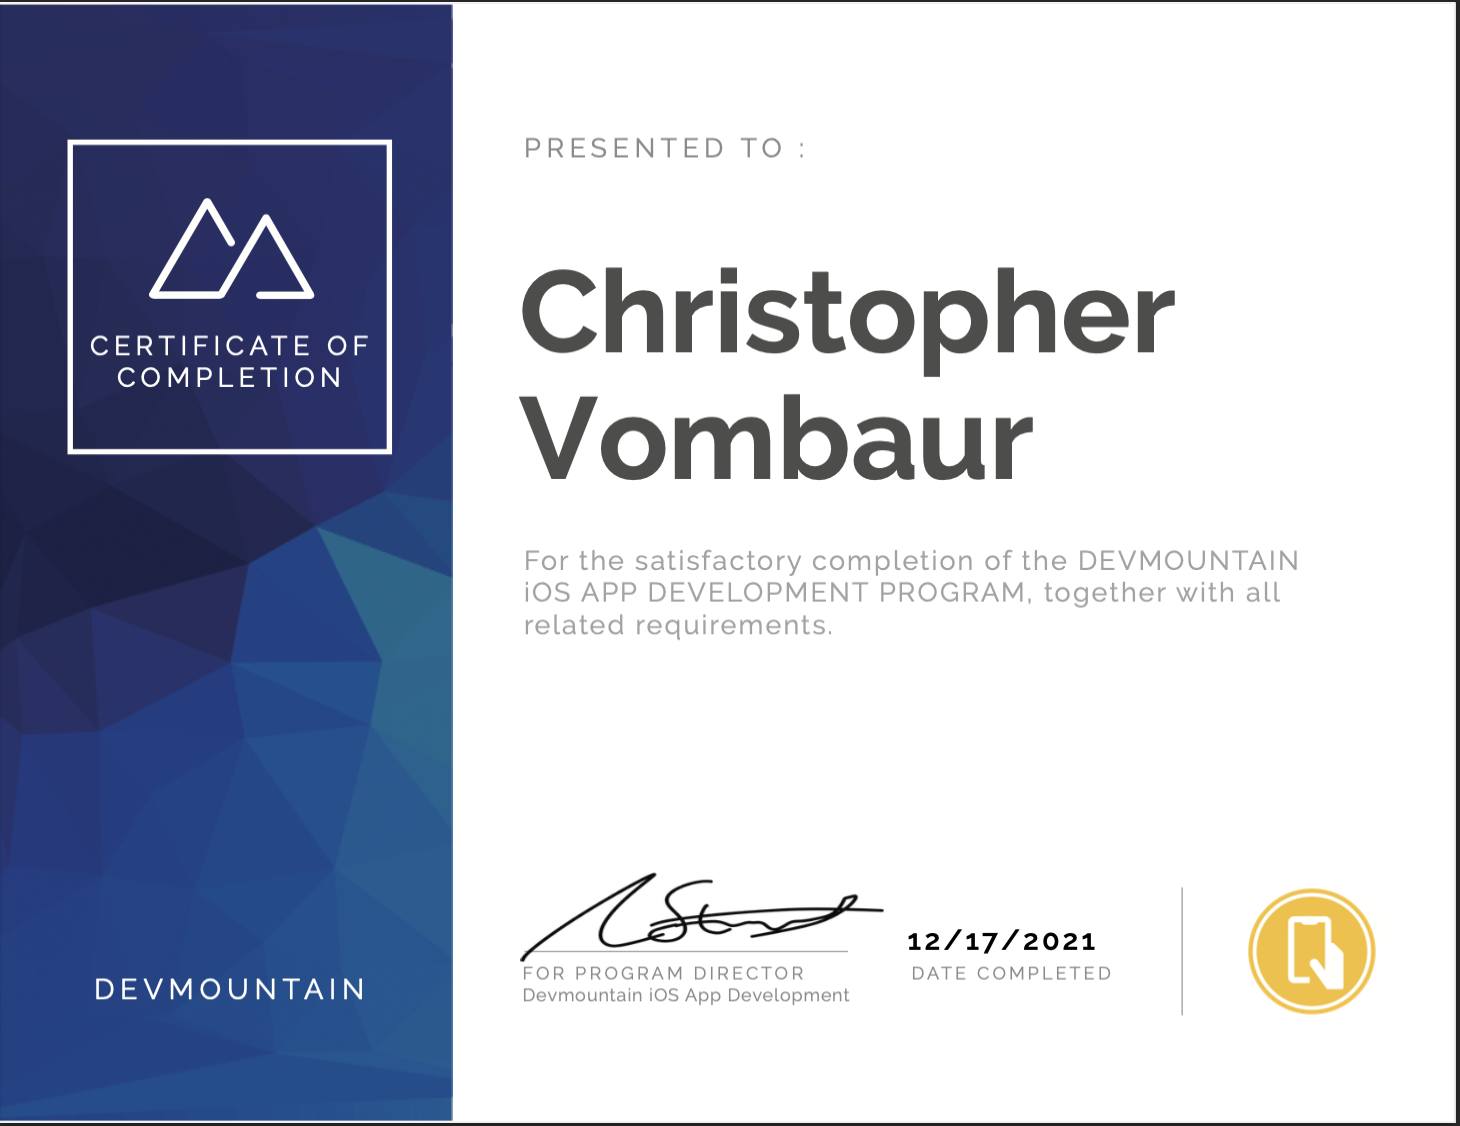 CERTIFICATE OF
COMPLETION
DEVMOUNTAIN
PRESENTED TO :
Christopher
Vombaur
For the satisfactory completion of the DEVMOUNTAIN
iOS APP DEVELOPMENT PROGRAM, together with all
related requirements.
FOR PROGRAM DIRECTOR
Devmountain iOS App Development
12/17/2021
DATE COMPLETED